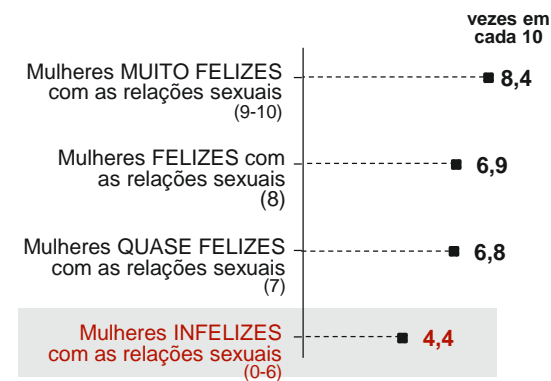 vezes em
cada 10
Mulheres MUITO FELIZES
com as relações sexuais
(9-10)
8,4
Mulheres FELIZES com
as relações sexuais
(8)
6,9
Mulheres QUASE FELIZES
com as relações sexuais
(7)
6,8
Mulheres INFELIZES
com as relações sexuais
(0-6)
4,4